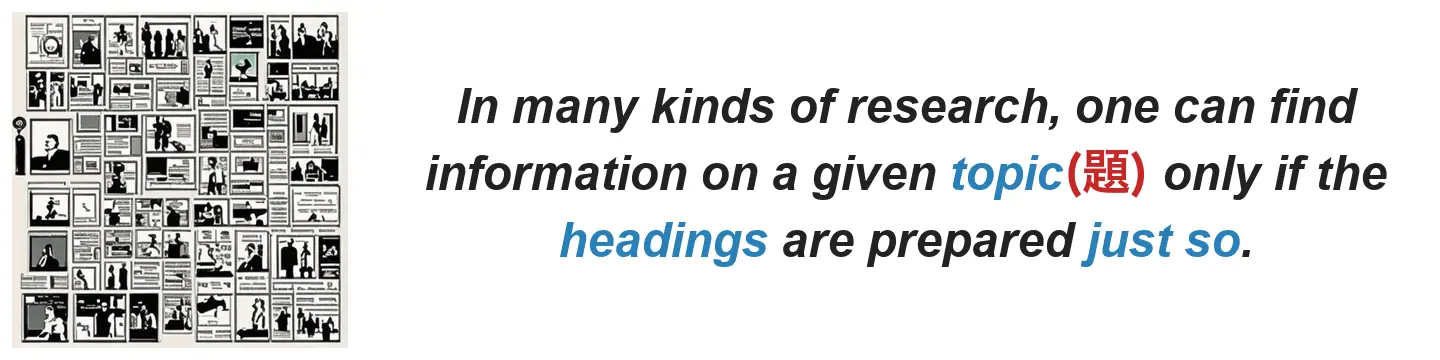 In many kinds of research, one can find
information on a given topic(題) only if the
headings are prepared just so.